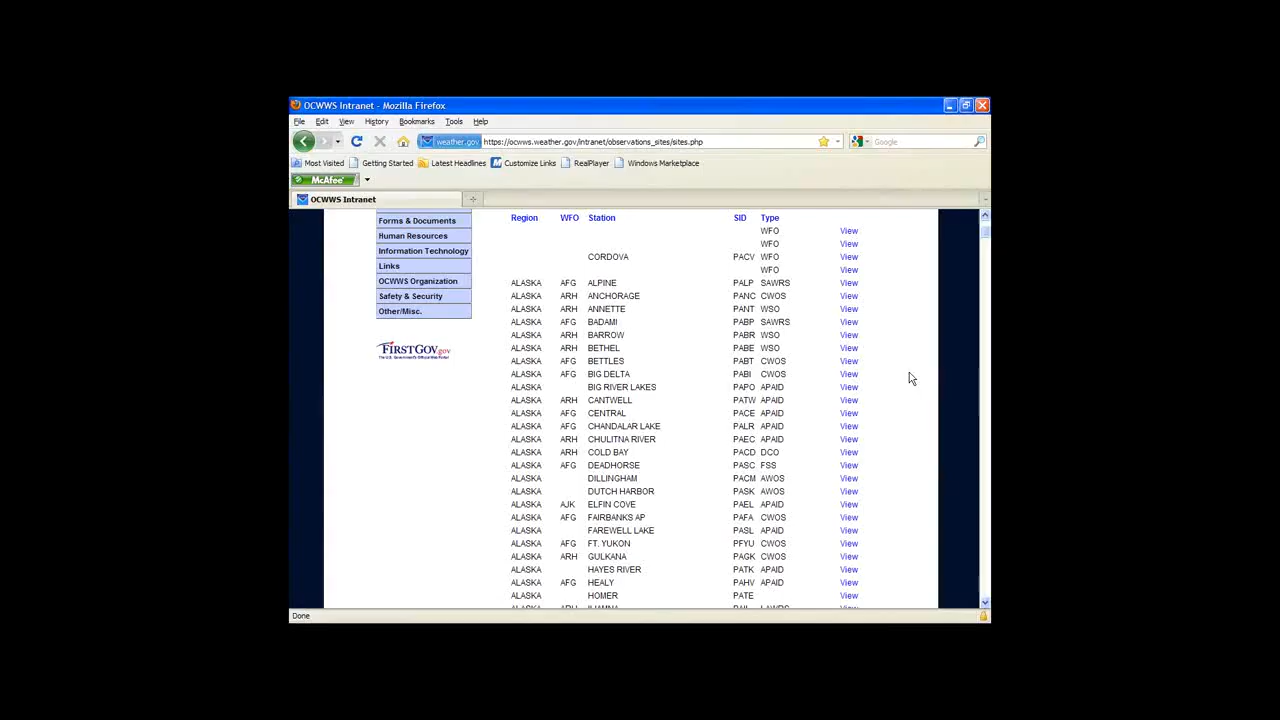 OCWWS Intranet - Mozilla Firefox
File Edit View History Bookmarks Tools Help
weather.gov https://ocwws.weather.gov/intranet/observations_sites/sites.php Google
Most Visited Getting Started Latest Headlines Customize Links RealPlayer Windows Marketplace
McAfee
OCWWS Intranet
Forms & Documents
Human Resources
Information Technology
Links
OCWWS Organization
Safety & Security
Other/Misc.
FIRSTGOV.gov
Region WFO Station SID Type
WFO View
WFO View
CORDOVA PACV WFO View
WFO View
ALASKA AFG ALPINE PALP SAWRS View
ALASKA ARH ANCHORAGE PANC CWOS View
ALASKA ARH ANNETTE PANT WSO View
ALASKA AFG BADAMI PABP SAWRS View
ALASKA ARH BARROW PABR WSO View
ALASKA ARH BETHEL PABE WSO View
ALASKA AFG BETTLES PABT CWOS View
ALASKA AFG BIG DELTA PABI CWOS View
ALASKA BIG RIVER LAKES PAPO APAID View
ALASKA ARH CANTWELL PATW APAID View
ALASKA AFG CENTRAL PACE APAID View
ALASKA AFG CHANDALAR LAKE PALR APAID View
ALASKA ARH CHULITNA RIVER PAEC APAID View
ALASKA ARH COLD BAY PACD DCO View
ALASKA AFG DEADHORSE PASC FSS View
ALASKA DILLINGHAM PACM AWOS View
ALASKA DUTCH HARBOR PASK AWOS View
ALASKA AJK ELFIN COVE PAEL APAID View
ALASKA AFG FAIRBANKS AP PAFA CWOS View
ALASKA FAREWELL LAKE PASL APAID View
ALASKA AFG FT. YUKON PFYU CWOS View
ALASKA ARH GULKANA PAGK CWOS View
ALASKA HAYES RIVER PATK APAID View
ALASKA AFG HEALY PAHV APAID View
ALASKA HOMER PATE View
Done